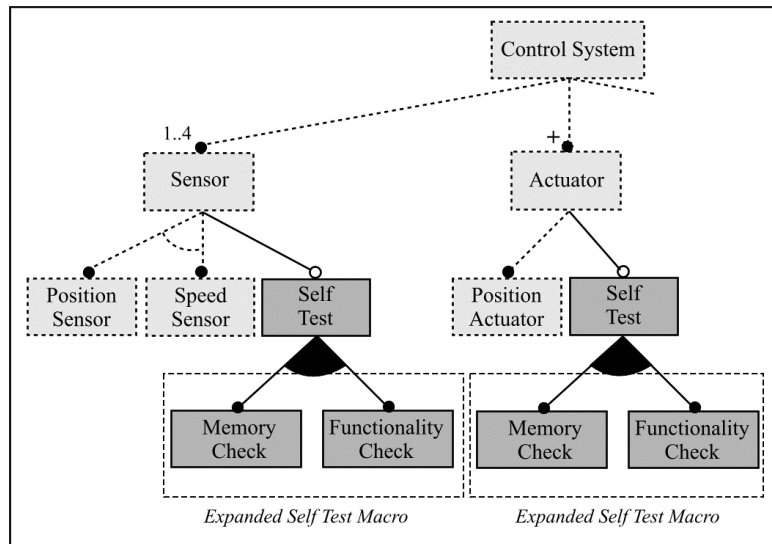 Control System
1..4
+
Sensor
Actuator
Position
Sensor
Speed
Sensor
Self
Test
Position
Actuator
Self
Test
Memory
Check
Functionality
Check
Memory
Check
Functionality
Check
Expanded Self Test Macro
Expanded Self Test Macro